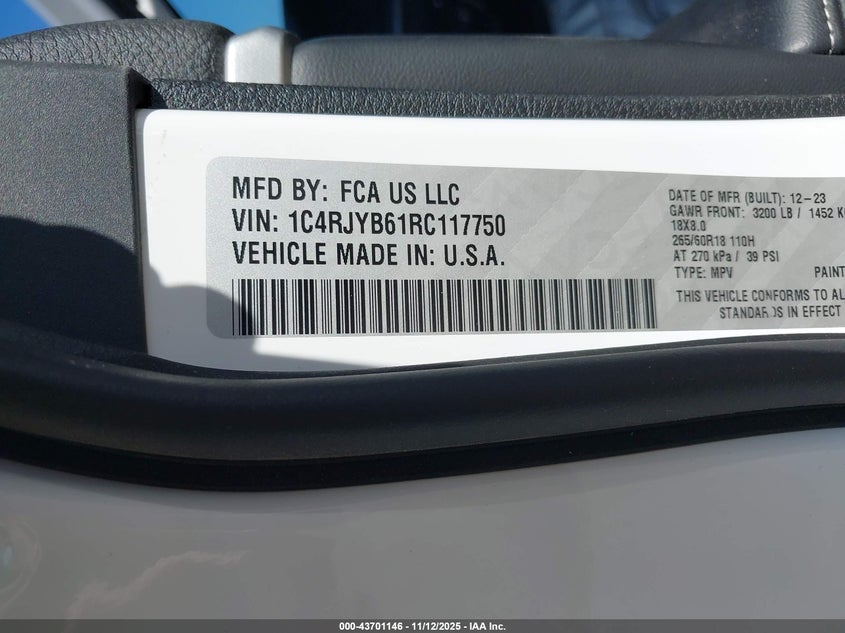 MFD BY: FCA US LLC
VIN: 1C4RJYB61RC117750
VEHICLE MADE IN: U.S.A.
DATE OF MFR (BUILT): 12-23
GAWR FRONT: 3200 LB / 1452 K
18X8.0
265/60R18 110H
AT 270 kPa / 39 PSI
TYPE: MPV PAINT
THIS VEHICLE CONFORMS TO AL
STANDARDS IN EFFECT
000-43701146 - 11/12/2025 - IAA Inc.